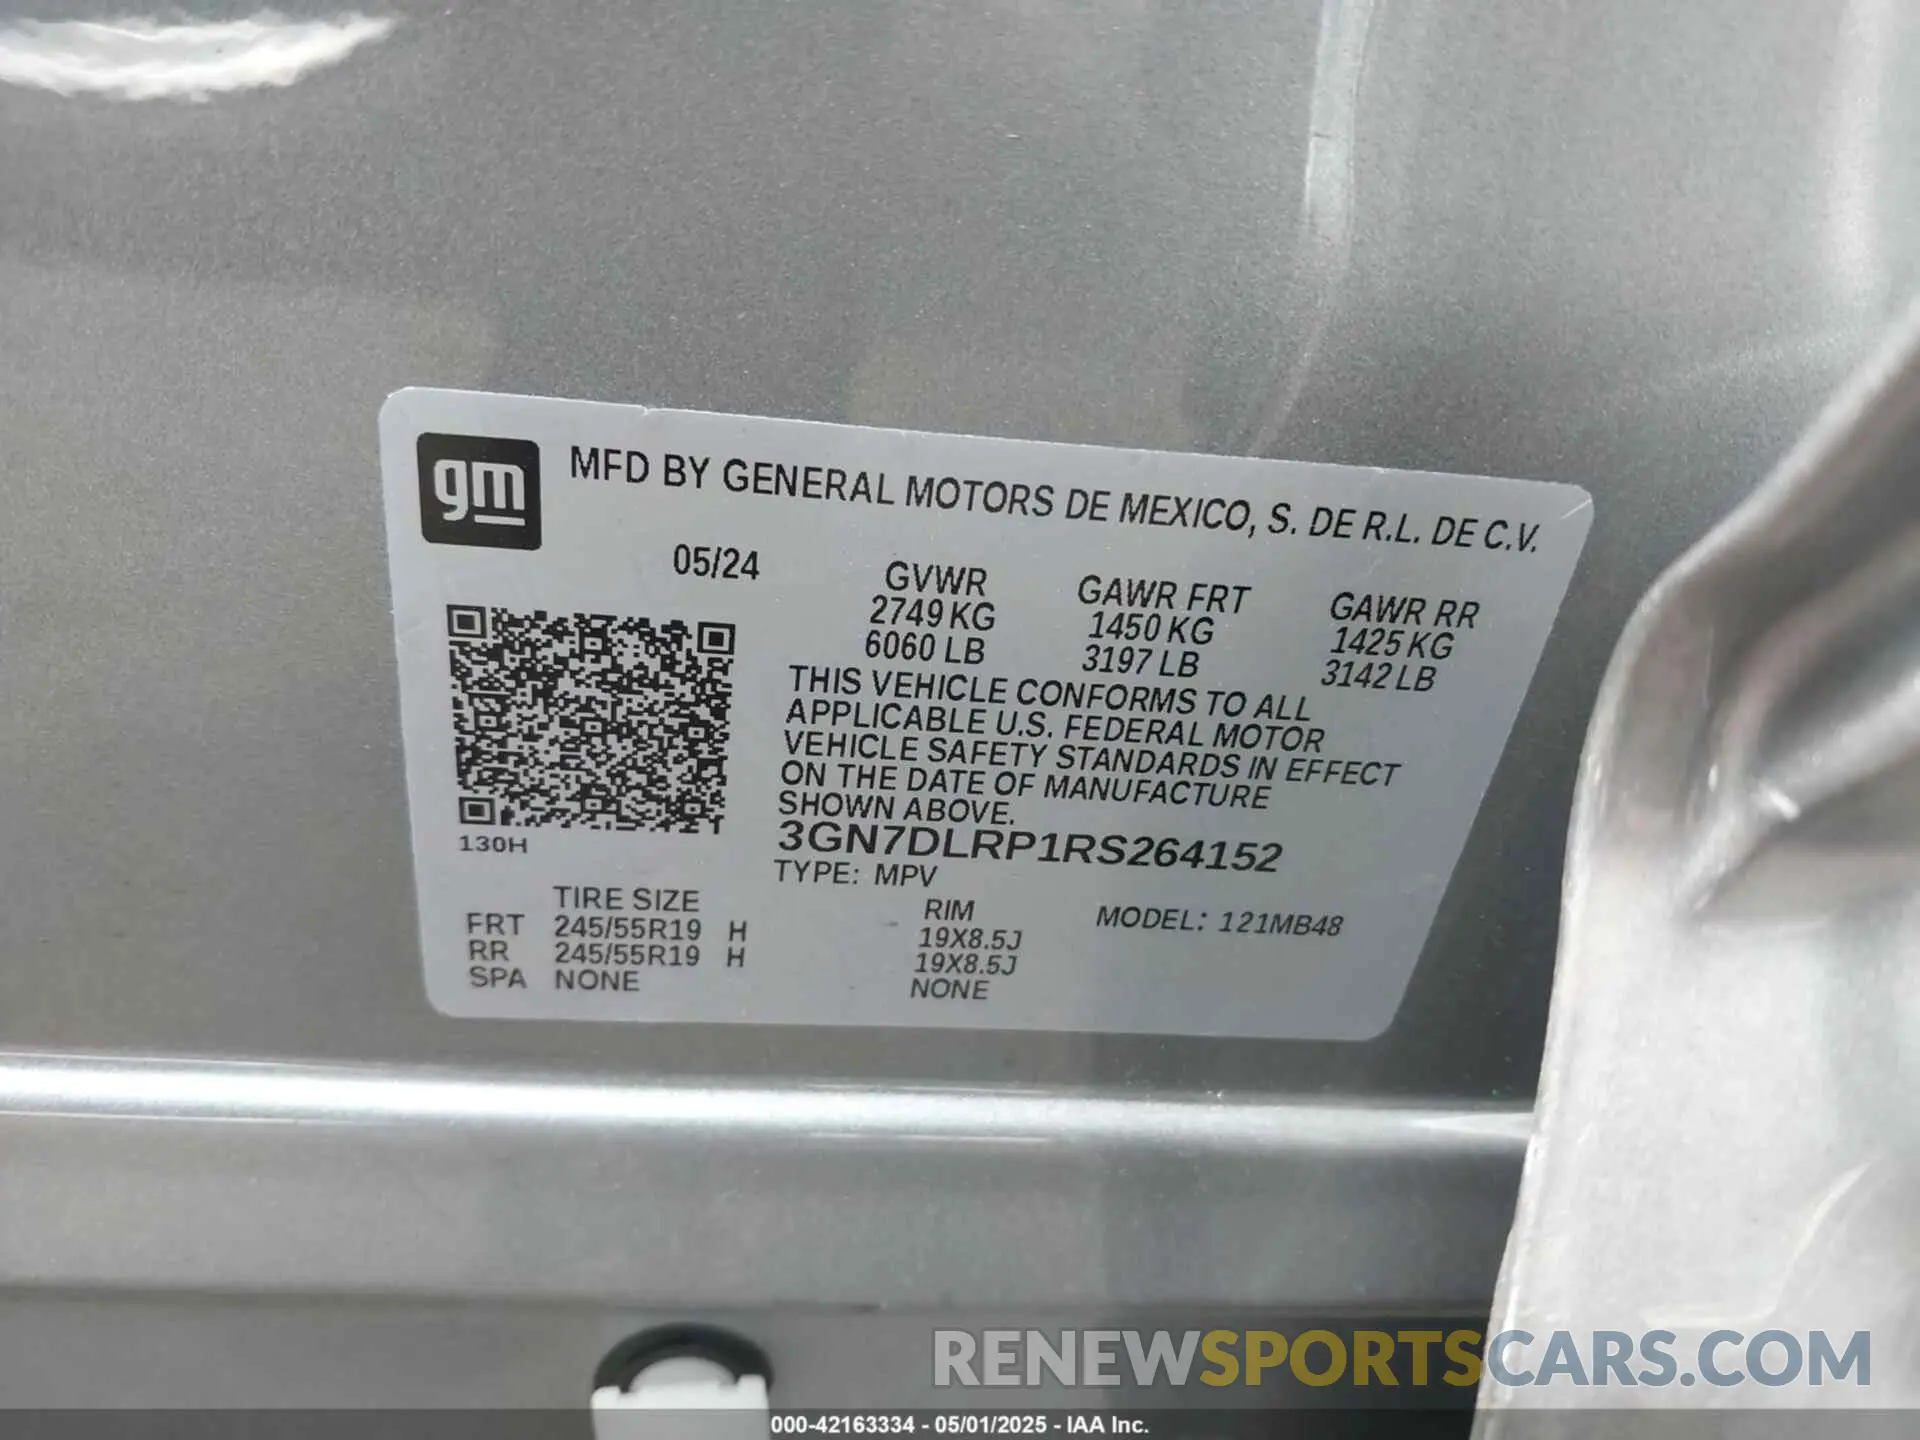 gm
MFD BY GENERAL MOTORS DE MEXICO, S. DE R.L. DE C.V.
05/24
GVWR GAWR FRT GAWR RR
2749 KG 1450 KG 1425 KG
6060 LB 3197 LB 3142 LB
THIS VEHICLE CONFORMS TO ALL
APPLICABLE U.S. FEDERAL MOTOR
VEHICLE SAFETY STANDARDS IN EFFECT
ON THE DATE OF MANUFACTURE
SHOWN ABOVE.
3GN7DLRP1RS264152
130H
TYPE: MPV
TIRE SIZE RIM MODEL: 121MB48
FRT 245/55R19 H 19X8.5J
RR 245/55R19 H 19X8.5J
SPA NONE NONE
RENEWSPORTSCARS.COM
000-42163334 - 05/01/2025 - IAA Inc.